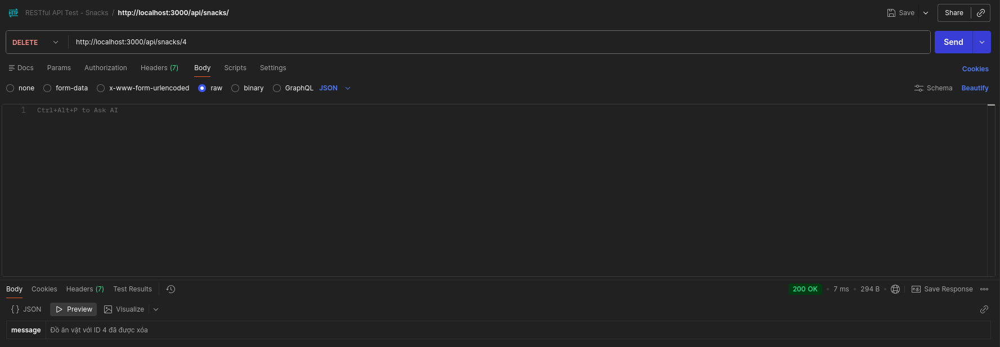 HTTP RESTful API Test - Snacks / http://localhost:3000/api/snacks/ Save Share
DELETE http://localhost:3000/api/snacks/4 Send
Docs Params Authorization Headers (7) Body Scripts Settings Cookies
none form-data x-www-form-urlencoded raw binary GraphQL JSON Schema Beautify
1 Ctrl+Alt+P to Ask AI
Body Cookies Headers (7) Test Results 200 OK • 7 ms • 294 B • e.g. Save Response
{} JSON Preview Visualize
message Đồ ăn vặt với ID 4 đã được xóa